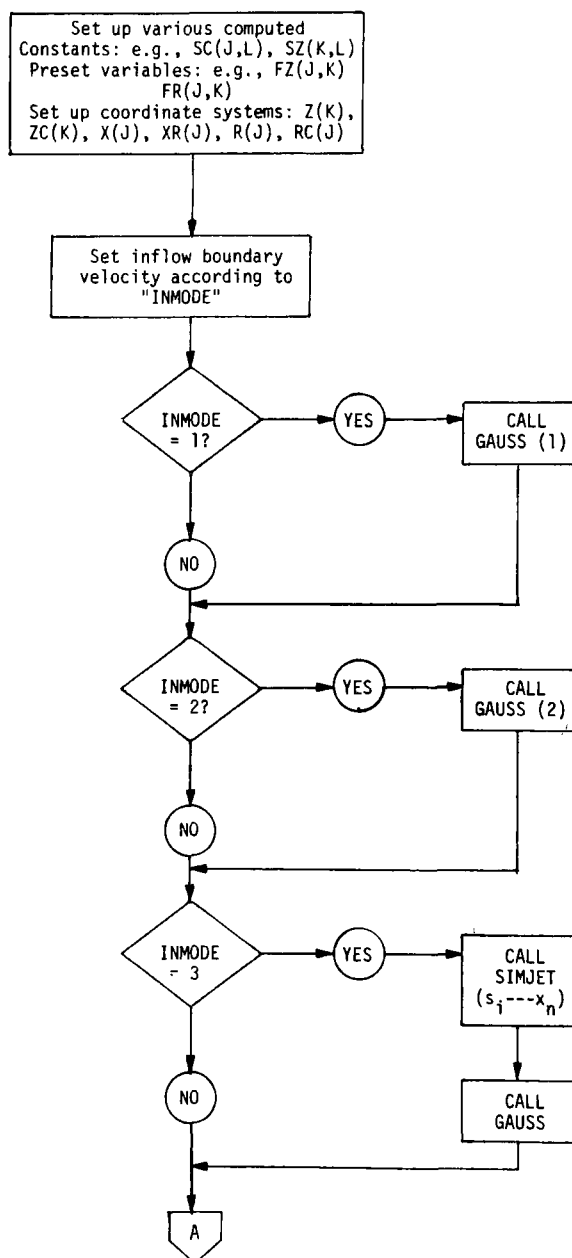 Set up various computed
Constants: e.g., SC(J,L), SZ(K,L)
Preset variables: e.g., FZ(J,K)
FR(J,K)
Set up coordinate systems: Z(K),
ZC(K), X(J), XR(J), R(J), RC(J)
Set inflow boundary
velocity according to
"INMODE"
INMODE
= 1?
YES
CALL
GAUSS (1)
NO
INMODE
= 2?
YES
CALL
GAUSS (2)
NO
INMODE
= 3
YES
CALL
SIMJET
(s_i---x_n)
NO
CALL
GAUSS
A